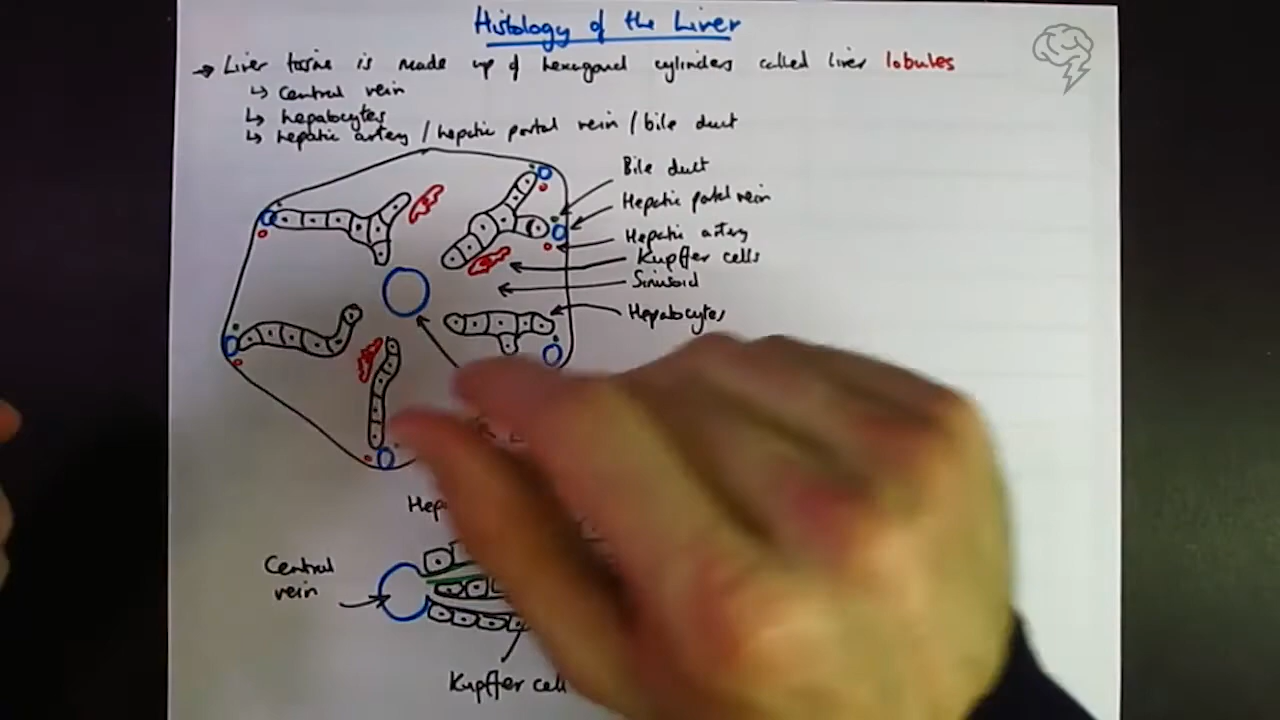 Histology of the Liver
→ Liver tissue is made up of hexagonal cylinders called liver lobules
↳ Central vein
↳ hepatocytes
↳ hepatic artery / hepatic portal vein / bile duct
Bile duct
Hepatic portal vein
Hepatic artery
Kupffer cells
Sinusoid
Hepatocytes
Hep
Central
vein
Kupffer cell